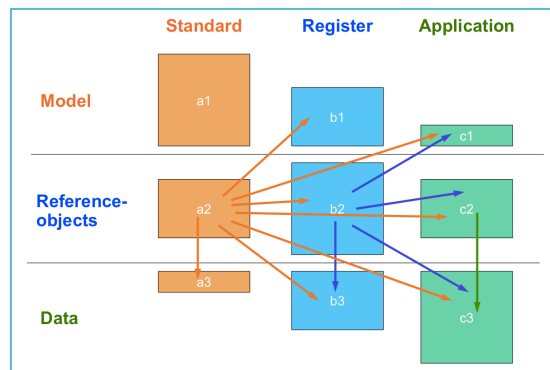 Standard Register Application
Model a1 b1 c1
Reference-
objects a2 b2 c2
Data a3 b3 c3